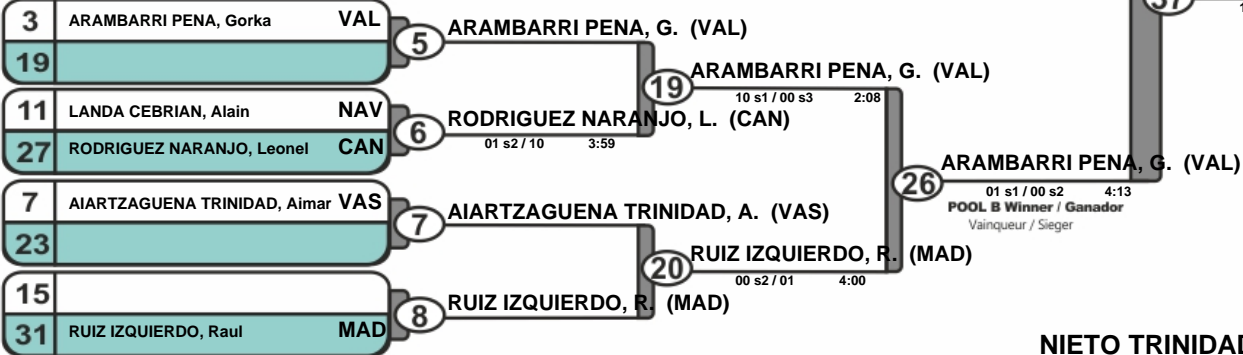 3 ARAMBARRI PENA, Gorka VAL
19
5 ARAMBARRI PENA, G. (VAL)
11 LANDA CEBRIAN, Alain NAV
27 RODRIGUEZ NARANJO, Leonel CAN
6 RODRIGUEZ NARANJO, L. (CAN)
01 s2 / 10 3:59
19 ARAMBARRI PENA, G. (VAL)
10 s1 / 00 s3 2:08
7 AIARTZAGUENA TRINIDAD, Aimar VAS
23
7 AIARTZAGUENA TRINIDAD, A. (VAS)
15
31 RUIZ IZQUIERDO, Raul MAD
8 RUIZ IZQUIERDO, R. (MAD)
20 RUIZ IZQUIERDO, R. (MAD)
00 s2 / 01 4:00
26 ARAMBARRI PENA, G. (VAL)
01 s1 / 00 s2 4:13
POOL B Winner / Ganador
Vainqueur / Sieger
37
NIETO TRINIDAD